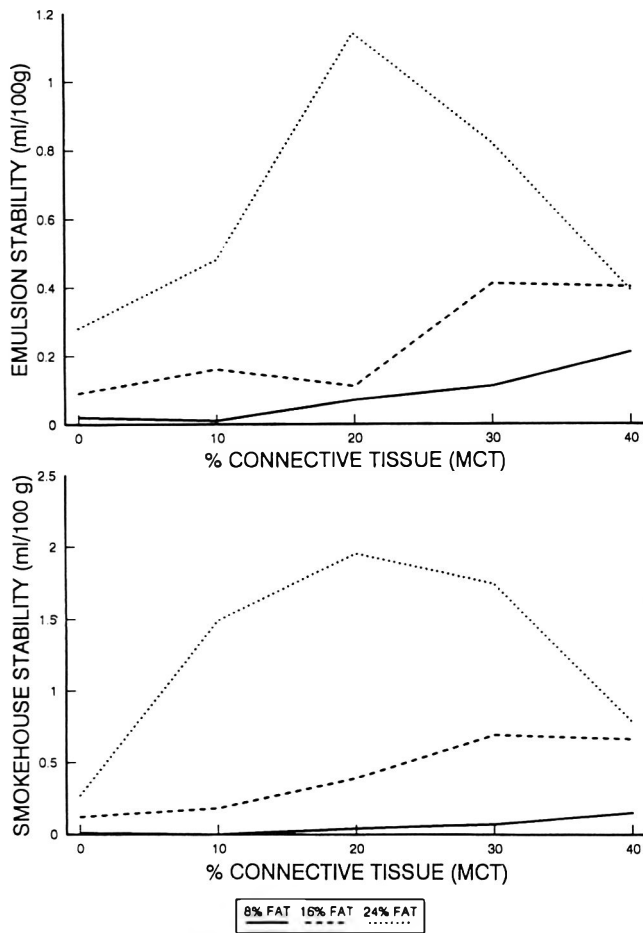 1.2
1
0.8
0.6
0.4
0.2
0
EMULSION STABILITY (ml/100g)
0 10 20 30 40
% CONNECTIVE TISSUE (MCT)
2.5
2
1.5
1
0.5
0
SMOKEHOUSE STABILITY (ml/100 g)
0 10 20 30 40
% CONNECTIVE TISSUE (MCT)
8% FAT 16% FAT 24% FAT